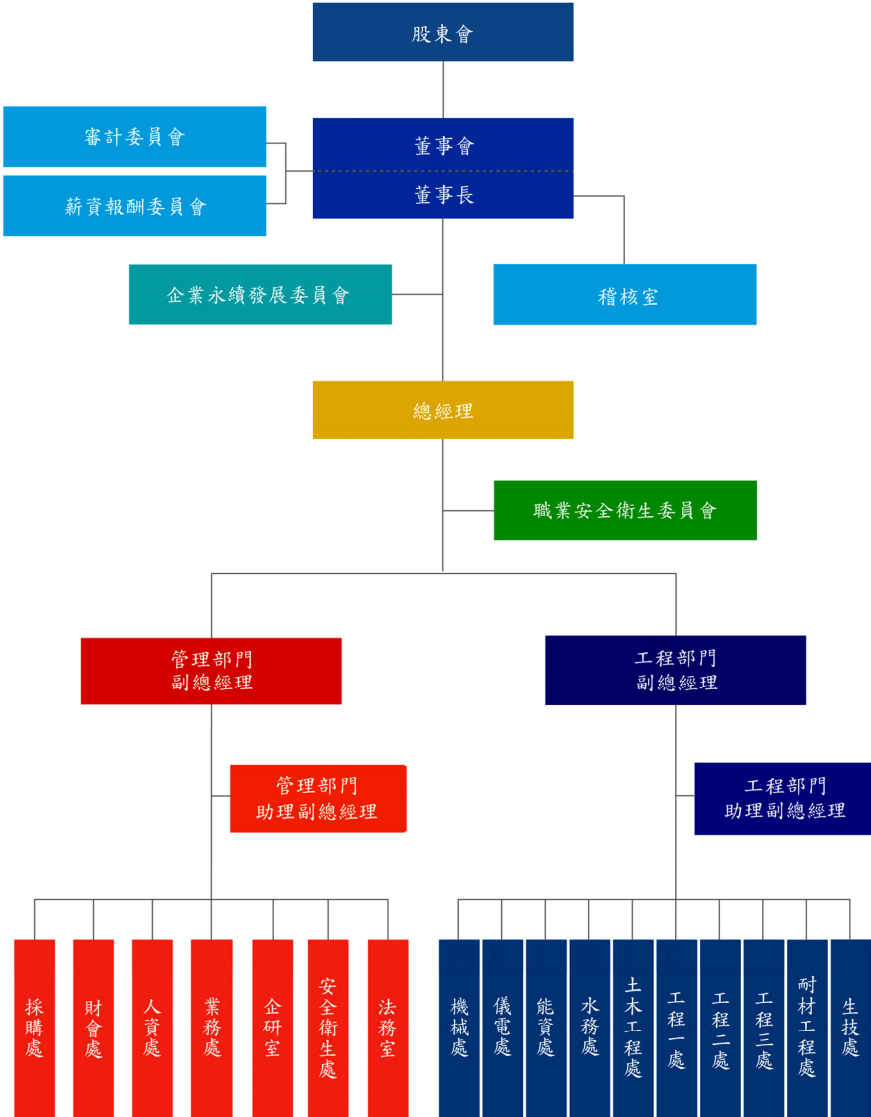 股東會
審計委員會
董事會
薪資報酬委員會
董事長
企業永續發展委員會
稽核室
總經理
職業安全衛生委員會
管理部門
副總經理
工程部門
副總經理
管理部門
助理副總經理
工程部門
助理副總經理
採購處
財會處
人資處
業務處
企研室
安全衛生處
法務室
機械處
儀電處
能資處
水務處
土木工程處
工程一處
工程二處
工程三處
耐材工程處
生技處